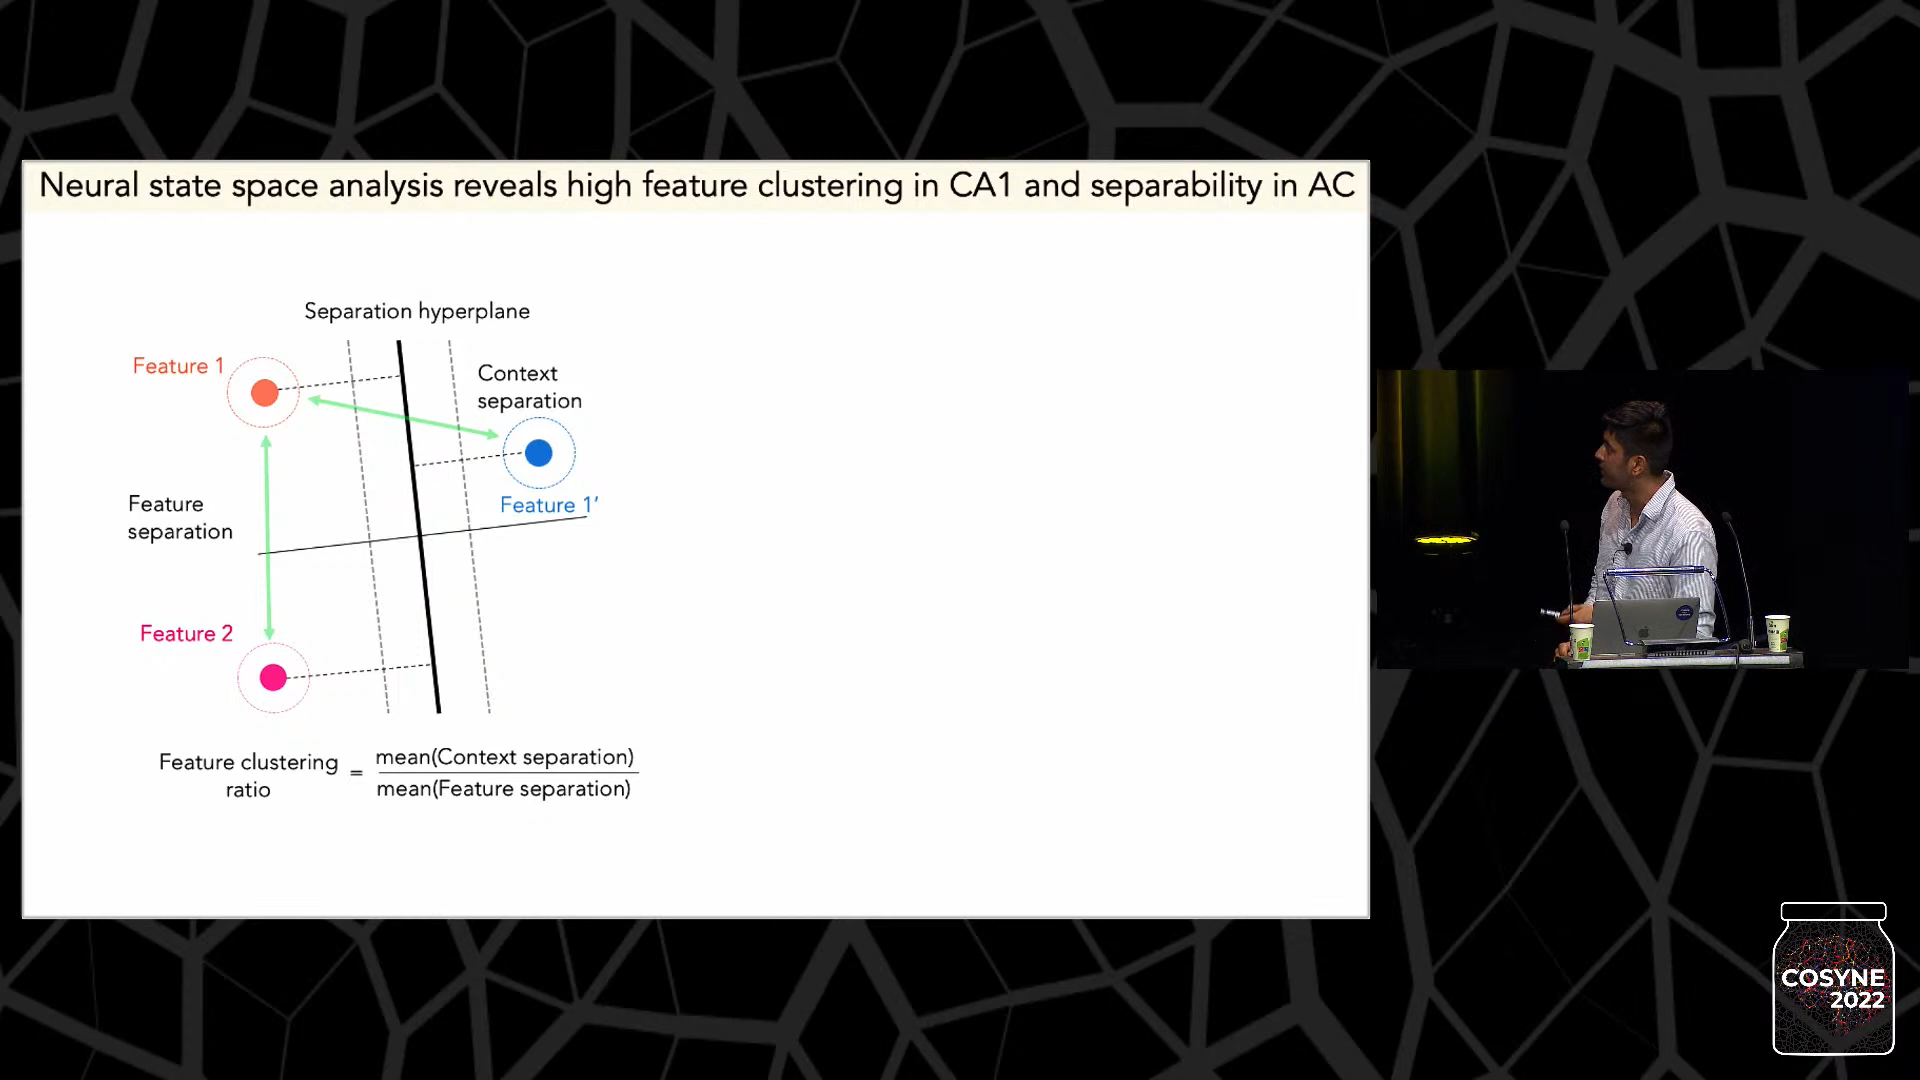 Neural state space analysis reveals high feature clustering in CA1 and separability in AC
Separation hyperplane
Feature 1
Context
separation
Feature 1′
Feature
separation
Feature 2
Feature clustering
ratio
=
mean(Context separation)
mean(Feature separation)
COSYNE
2022